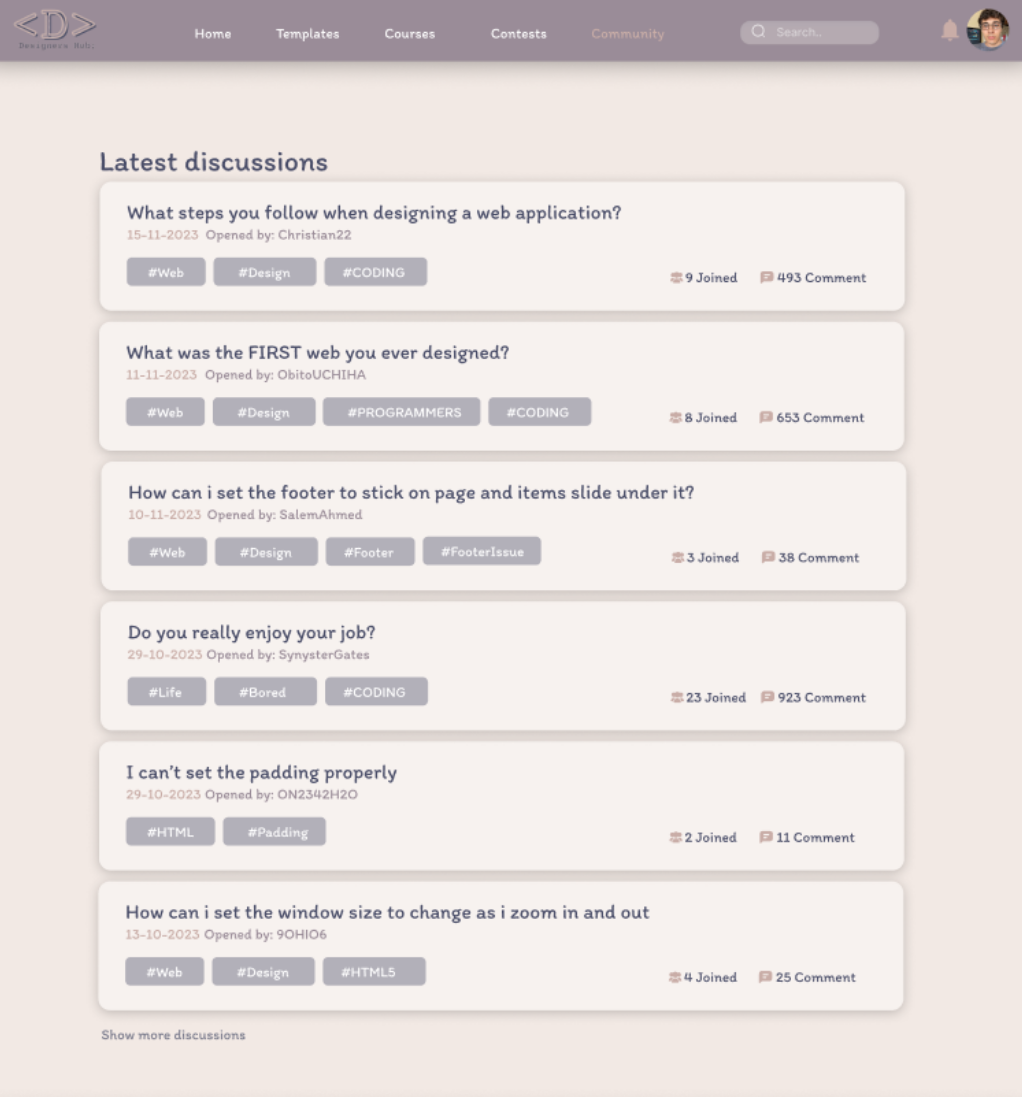 <D>
Designers Hub;
Home Templates Courses Contests Community Search..
Latest discussions
What steps you follow when designing a web application?
15-11-2023 Opened by: Christian22
#Web #Design #CODING
9 Joined 493 Comment
What was the FIRST web you ever designed?
11-11-2023 Opened by: ObitoUCHIHA
#Web #Design #PROGRAMMERS #CODING
8 Joined 653 Comment
How can i set the footer to stick on page and items slide under it?
10-11-2023 Opened by: SalemAhmed
#Web #Design #Footer #FooterIssue
3 Joined 38 Comment
Do you really enjoy your job?
29-10-2023 Opened by: SynysterGates
#Life #Bored #CODING
23 Joined 923 Comment
I can't set the padding properly
29-10-2023 Opened by: ON2342H2O
#HTML #Padding
2 Joined 11 Comment
How can i set the window size to change as i zoom in and out
13-10-2023 Opened by: 9OHIO6
#Web #Design #HTML5
4 Joined 25 Comment
Show more discussions